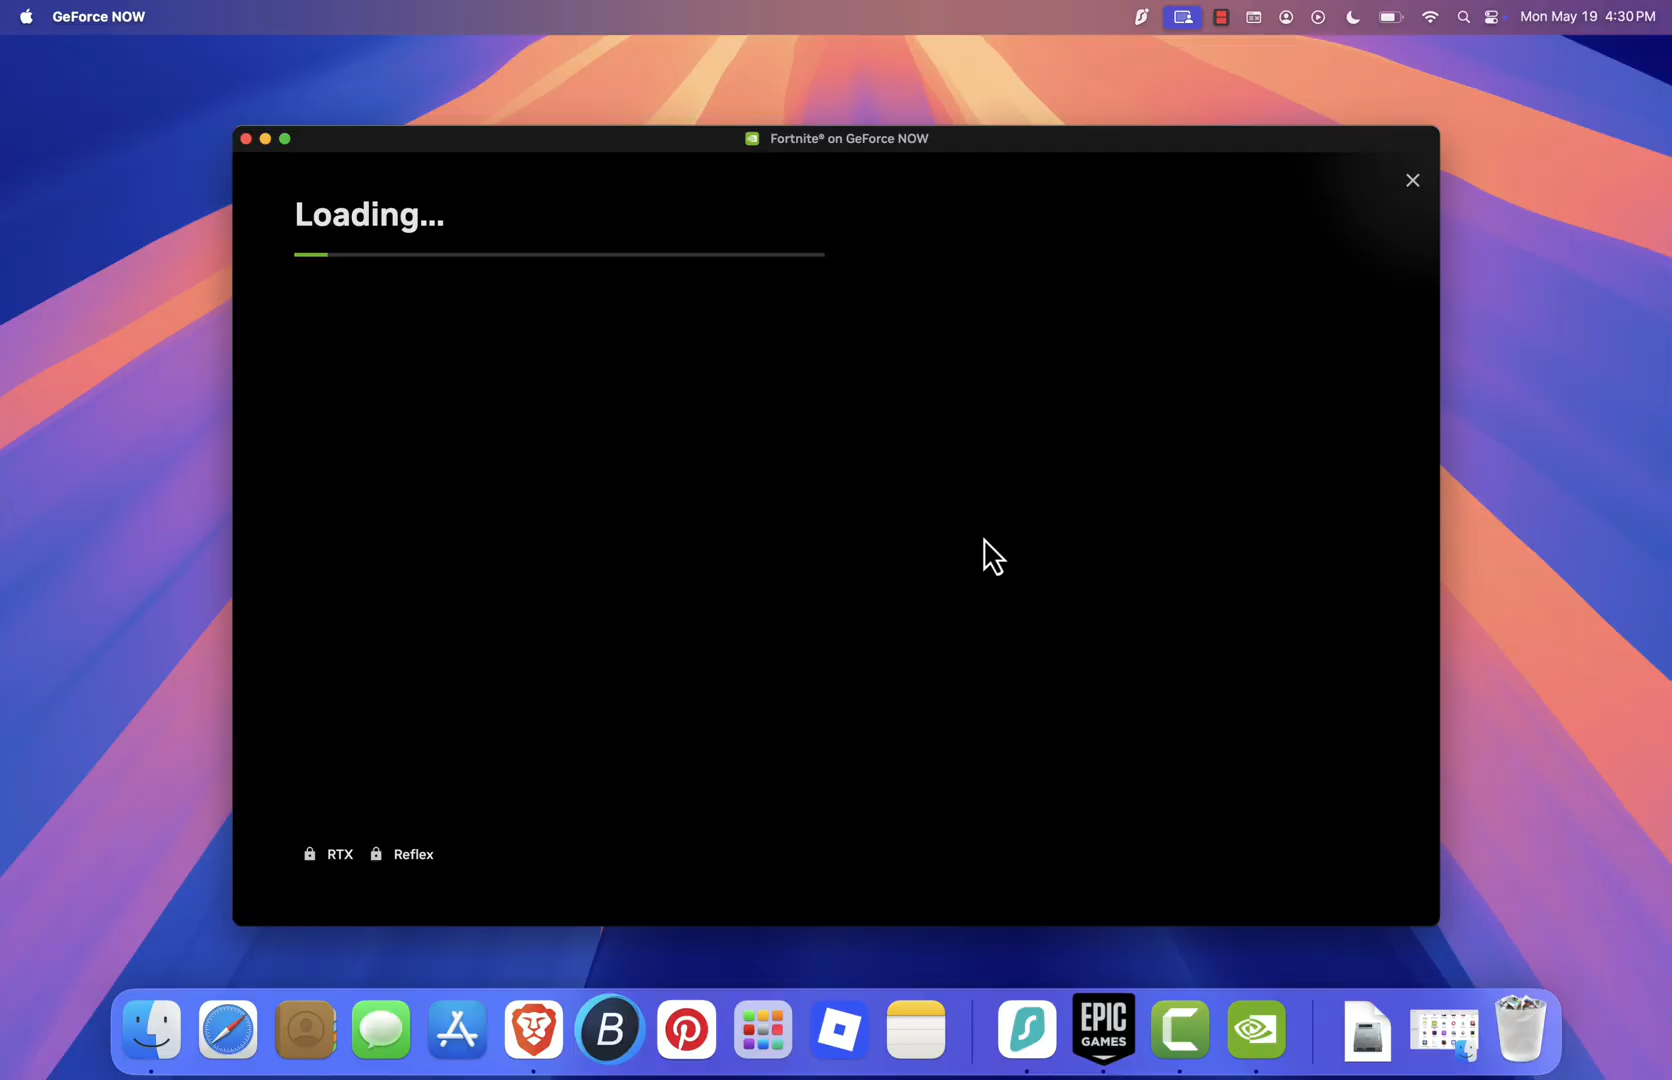 GeForce NOW
Mon May 19 4:30 PM
Fortnite® on GeForce NOW
Loading...
RTX Reflex
B
EPIC
GAMES